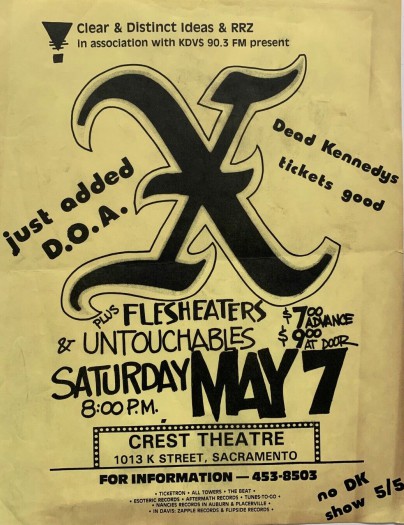 Clear & Distinct Ideas & RRZ
in association with KDVS 90.3 FM present
X
Dead Kennedys
tickets good
just added
D.O.A.
PLUS FLESHEATERS
& UNTOUCHABLES
$7.00 ADVANCE
$9.00 AT DOOR
SATURDAY MAY 7
8:00 P.M.
CREST THEATRE
1013 K STREET, SACRAMENTO
FOR INFORMATION — 453-8503
• TICKETRON • ALL TOWERS • THE BEAT •
• ESOTERIC RECORDS • AFTERMATH RECORDS • TUNES-TO-GO •
• NANCIES RECORDS IN AUBURN & PLACERVILLE •
• IN DAVIS: ZAPPLE RECORDS & FLIPSIDE RECORDS •
no DK
show 5/5